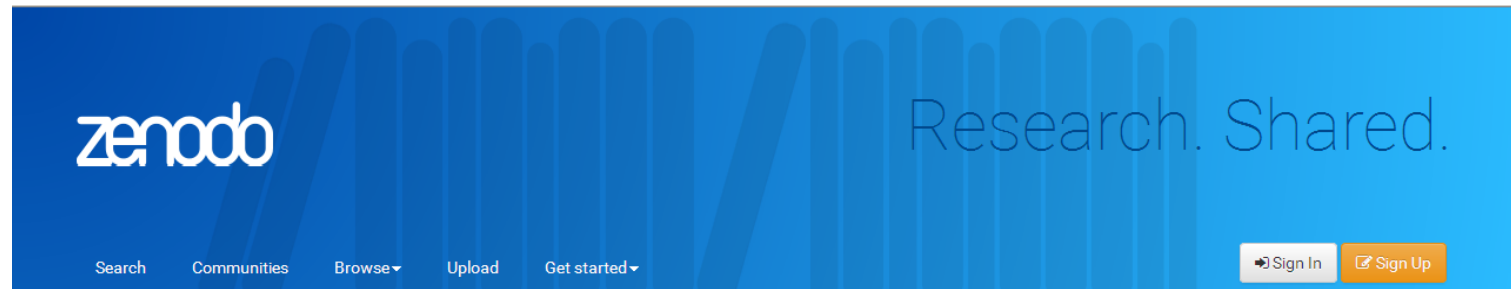 zenodo
Research. Shared.
Search Communities Browse Upload Get started
Sign In Sign Up